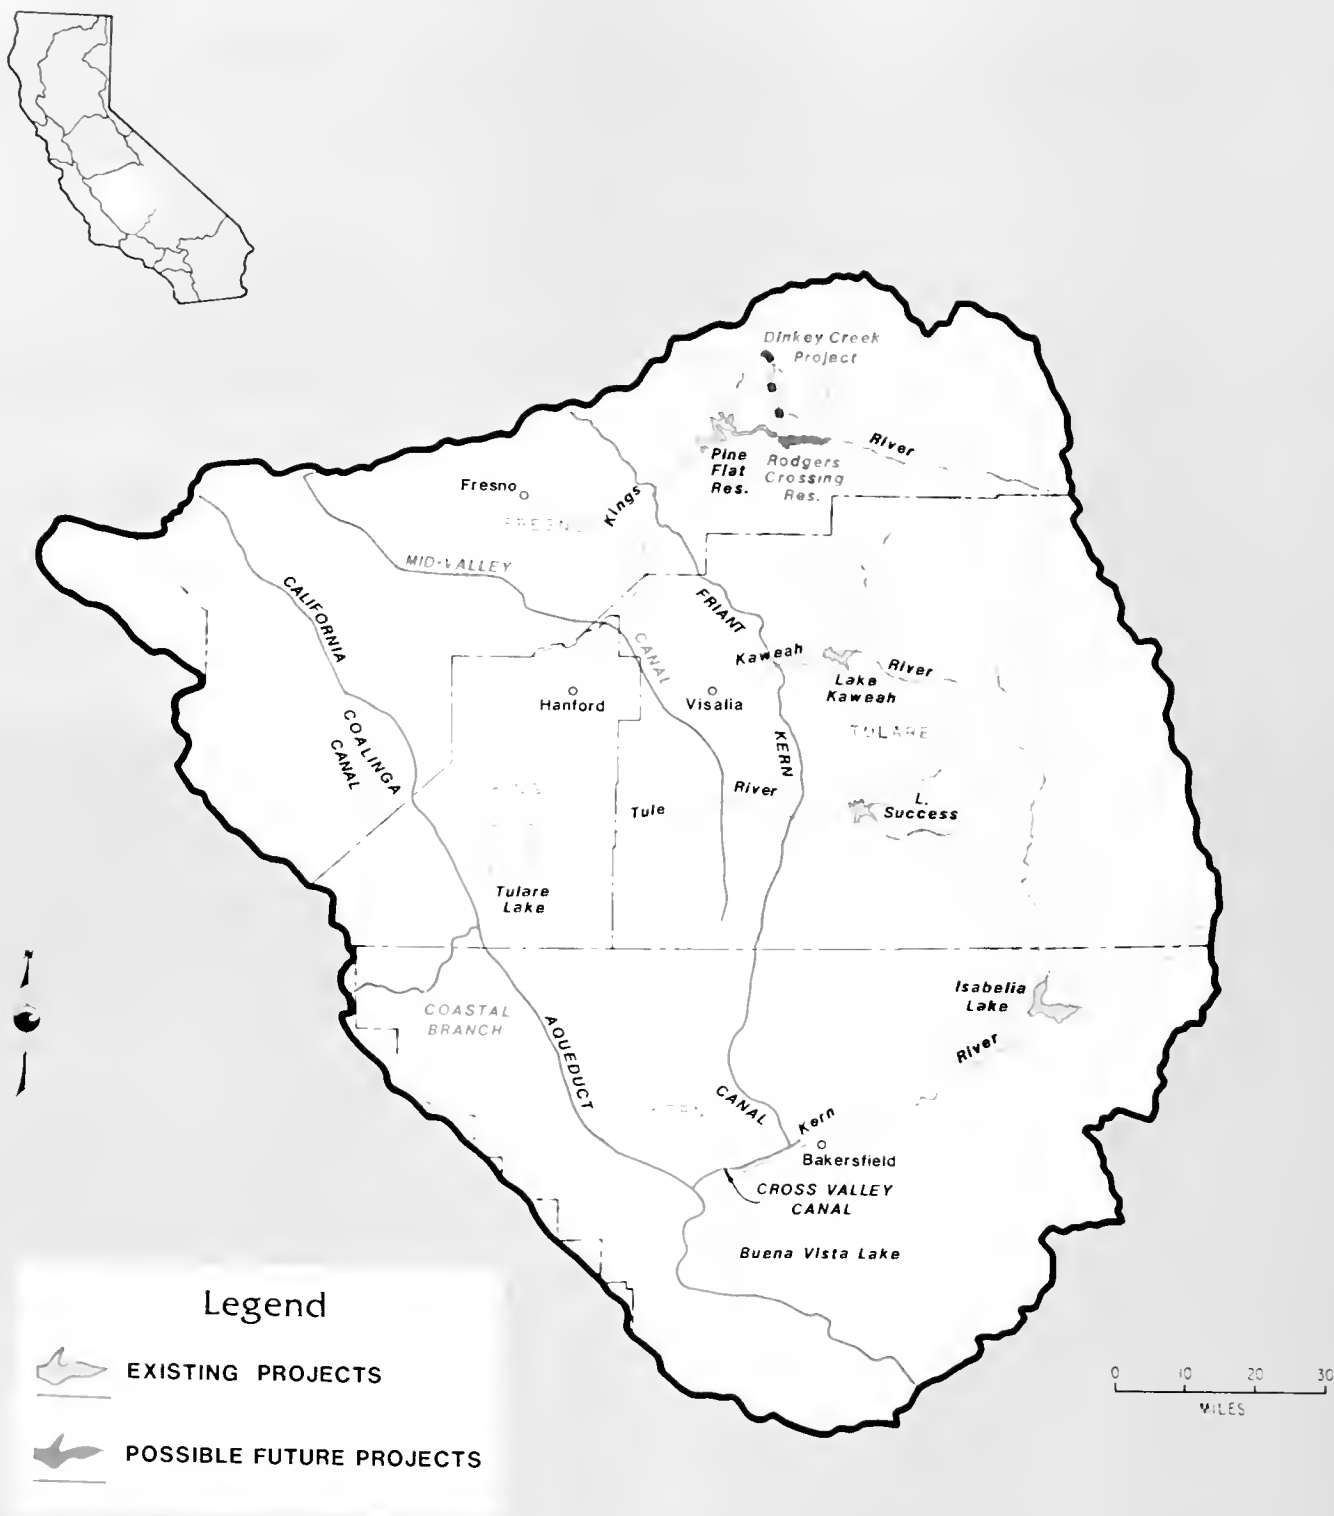 Dinkey Creek
Project
River
Pine
Flat
Res.
Rodgers
Crossing
Res.
Fresno
Kings
MID-VALLEY
CANAL
CALIFORNIA
FRIANT
Kaweah
River
Lake
Kaweah
Hanford
Visalia
TULARE
COALINGA
CANAL
KERN
River
Tule
L.
Success
Tulare
Lake
Isabella
Lake
COASTAL
BRANCH
AQUEDUCT
River
CANAL
Kern
Bakersfield
CROSS VALLEY
CANAL
Buena Vista Lake
Legend
EXISTING PROJECTS
POSSIBLE FUTURE PROJECTS
0 10 20 30
MILES